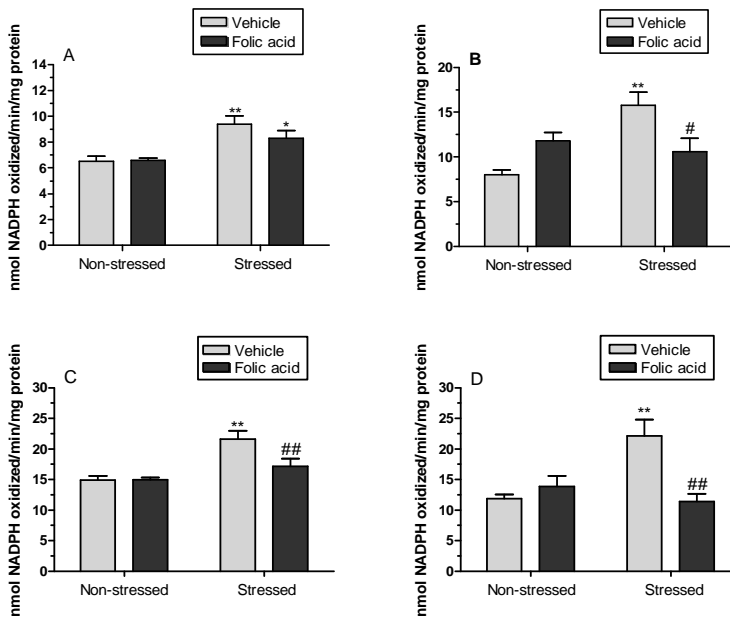 Vehicle
Folic acid
A
nmol NADPH oxidized/min/mg protein
14
12
10
8
6
4
2
0
**
*
Non-stressed Stressed
Vehicle
Folic acid
B
nmol NADPH oxidized/min/mg protein
20
15
10
5
0
**
#
Non-stressed Stressed
Vehicle
Folic acid
C
nmol NADPH oxidized/min/mg protein
30
25
20
15
10
5
0
**
##
Non-stressed Stressed
Vehicle
Folic acid
D
nmol NADPH oxidized/min/mg protein
30
25
20
15
10
5
0
**
##
Non-stressed Stressed